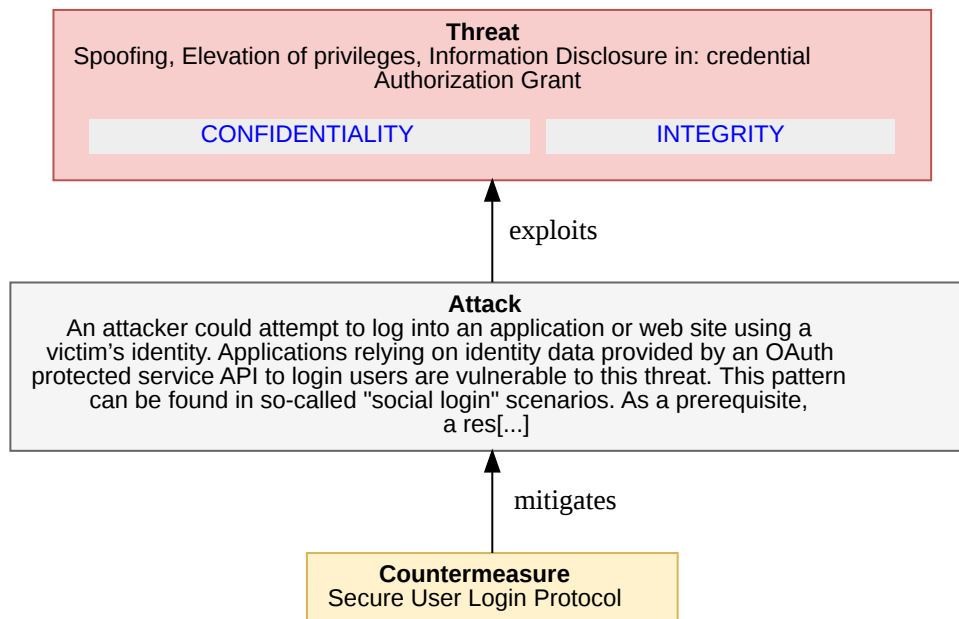 Threat
Spoofing, Elevation of privileges, Information Disclosure in: credential
Authorization Grant
CONFIDENTIALITY
INTEGRITY
exploits
Attack
An attacker could attempt to log into an application or web site using a
victim’s identity. Applications relying on identity data provided by an OAuth
protected service API to login users are vulnerable to this threat. This pattern
can be found in so-called "social login" scenarios. As a prerequisite,
a res[...]
mitigates
Countermeasure
Secure User Login Protocol